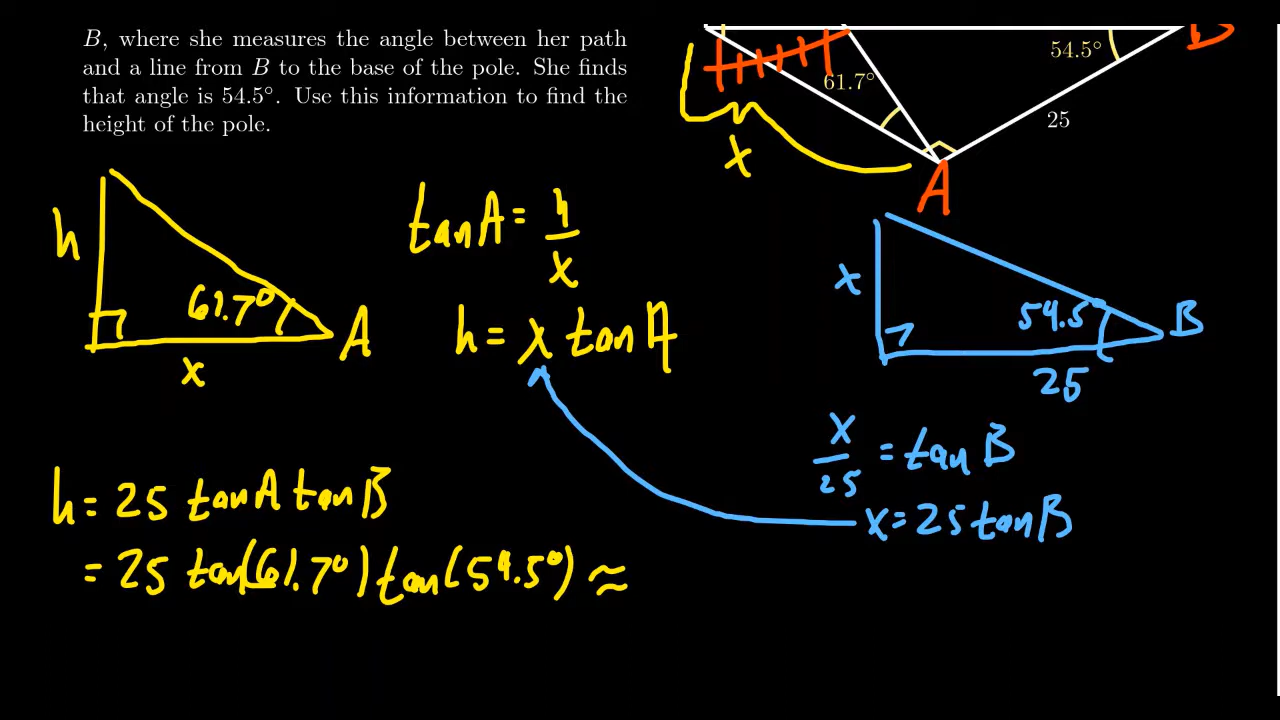 B, where she measures the angle between her path
and a line from B to the base of the pole. She finds
that angle is 54.5°. Use this information to find the
height of the pole.
B
54.5°
61.7°
25
x
A
h
61.7°
A
x
tan A = h/x
h = x tan A
x
54.5°
B
25
x/25 = tan B
x = 25 tan B
h = 25 tan A tan B
= 25 tan(61.7°) tan(54.5°) ≈